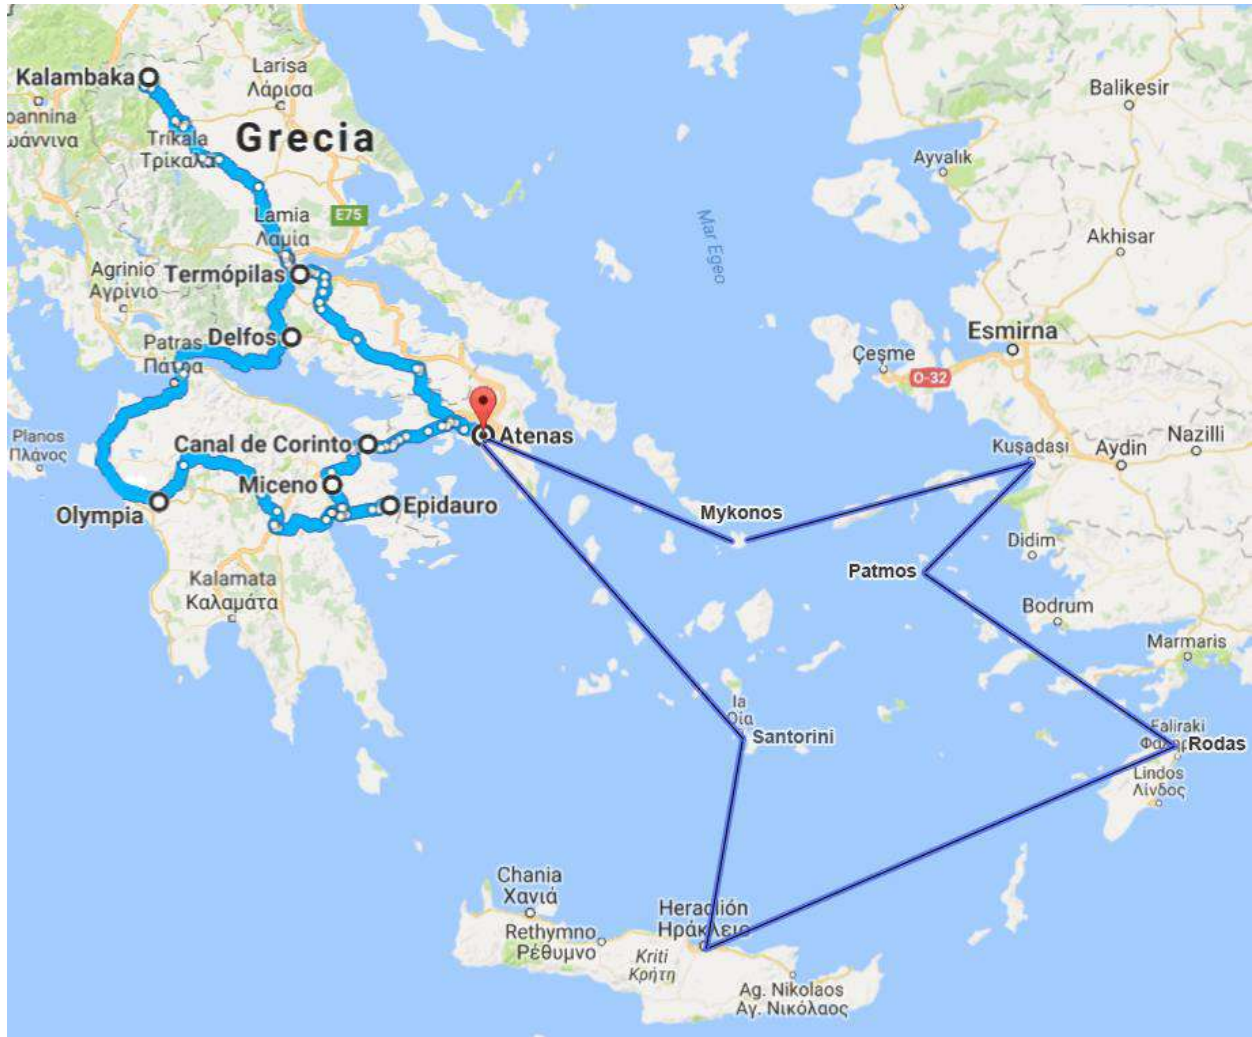 Kalambaka
Larisa
Λάρισα
Balikesir
Trikala
Grecia
Ayvalık
Lamia
Λαμία
E75
Mar Egeo
Akhisar
Termópilas
Agrinio
Αγρίνιο
Delfos
Patras
Esmirna
Çeşme
O-32
Planos
Πλάνος
Canal de Corinto
Atenas
Kuşadası
Aydin
Nazilli
Miceno
Epidauro
Olympia
Mykonos
Didim
Patmos
Kalamata
Καλαμάτα
Bodrum
Marmaris
Ia
Santorini
Faliraki
Rodas
Lindos
Λίνδος
Chania
Χανιά
Heraclión
Rethymno
Ρέθυμνο
Kriti
Κρήτη
Ag. Nikolaos
Αγ. Νικόλαος